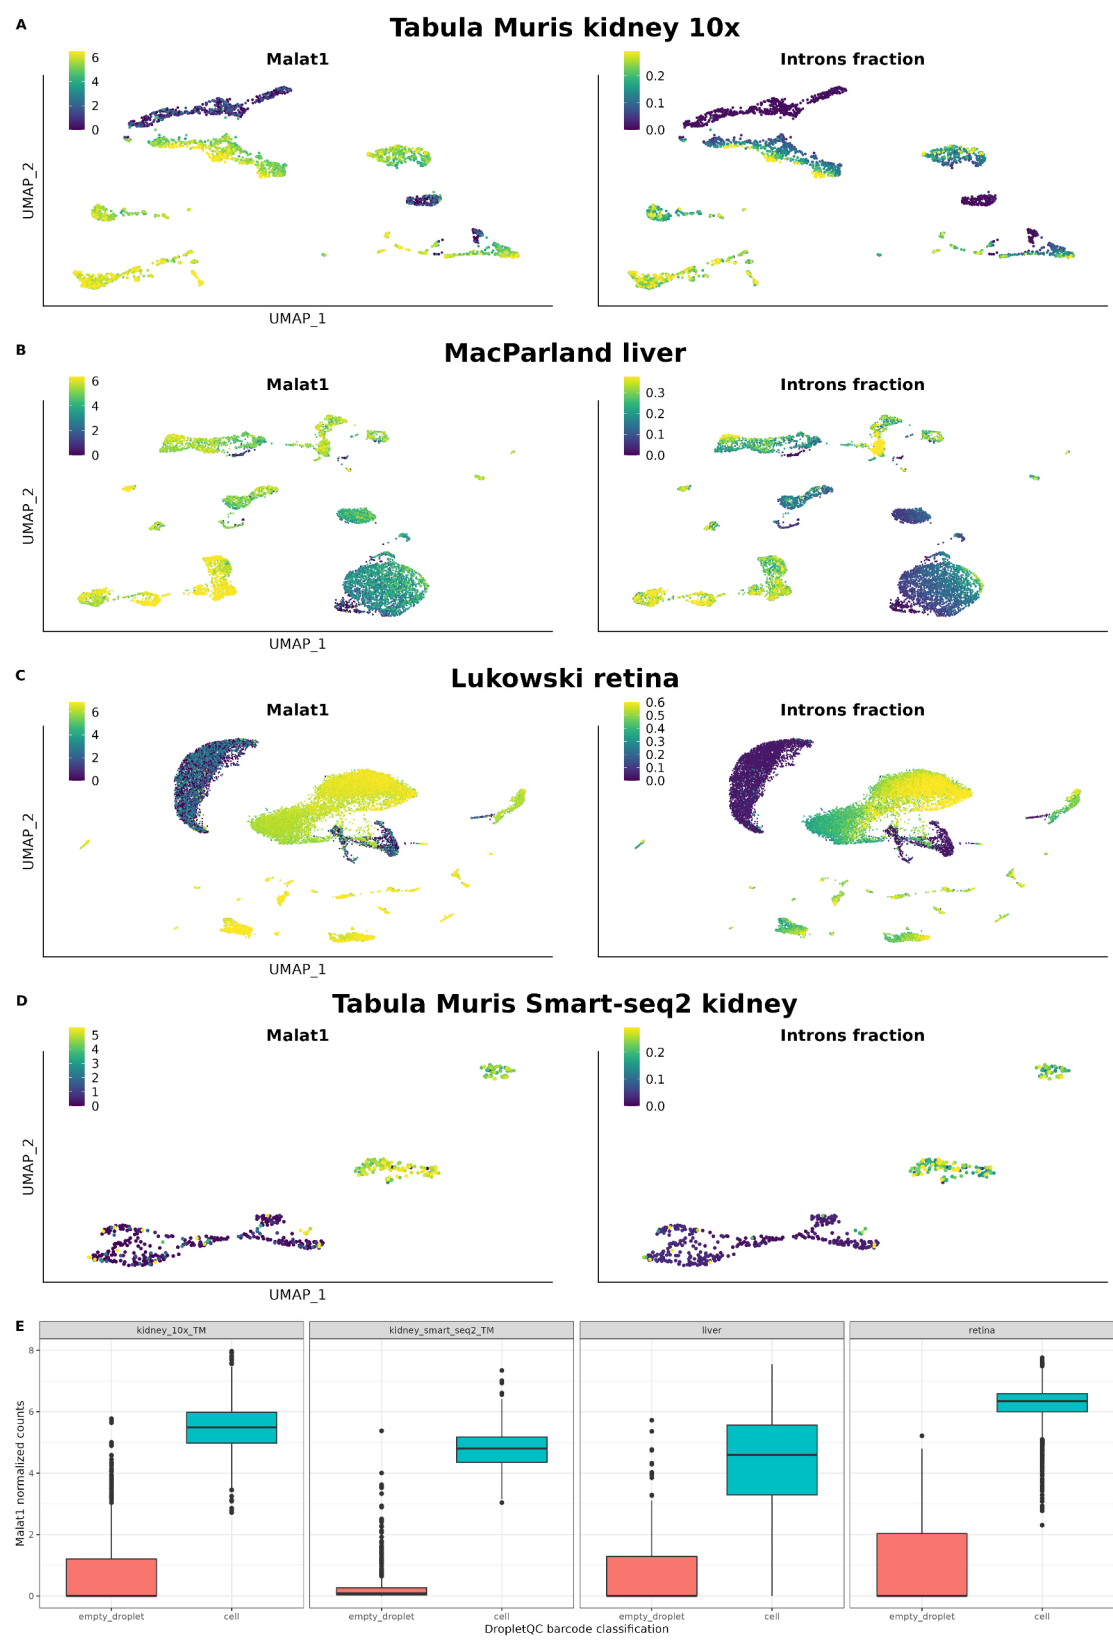 A
Tabula Muris kidney 10x
Malat1
Introns fraction
6
4
2
0
0.2
0.1
0.0
UMAP_2
UMAP_1
B
MacParland liver
Malat1
Introns fraction
6
4
2
0
0.3
0.2
0.1
0.0
UMAP_2
UMAP_1
C
Lukowski retina
Malat1
Introns fraction
6
4
2
0
0.6
0.5
0.4
0.3
0.2
0.1
0.0
UMAP_2
UMAP_1
D
Tabula Muris Smart-seq2 kidney
Malat1
Introns fraction
5
4
3
2
1
0
0.2
0.1
0.0
UMAP_2
UMAP_1
E
kidney_10x_TM
kidney_smart_seq2_TM
liver
retina
Malat1 normalized counts
8
6
4
2
0
empty_droplet
cell
empty_droplet
cell
empty_droplet
cell
empty_droplet
cell
DropletQC barcode classification